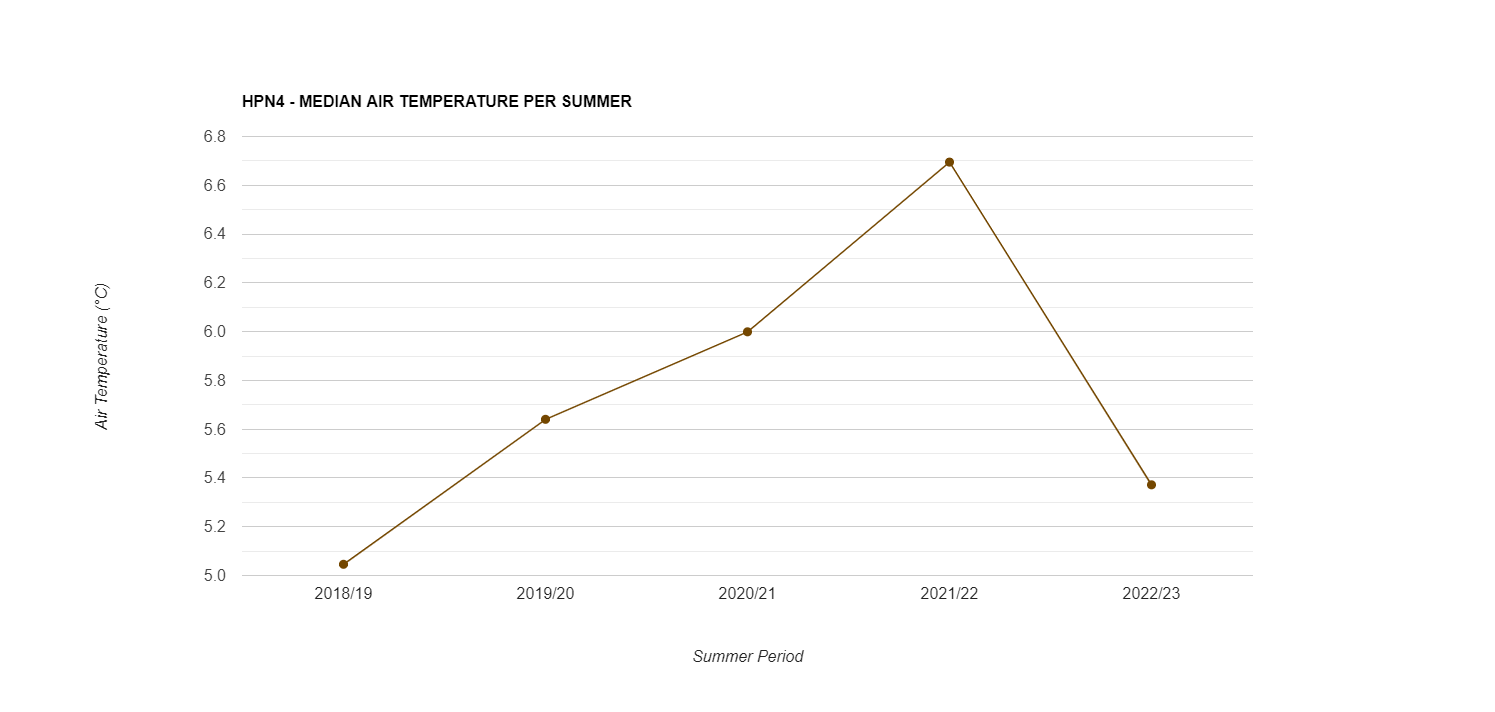 HPN4 - MEDIAN AIR TEMPERATURE PER SUMMER
6.8
6.6
6.4
6.2
6.0
5.8
5.6
5.4
5.2
5.0
Air Temperature (°C)
2018/19 2019/20 2020/21 2021/22 2022/23
Summer Period